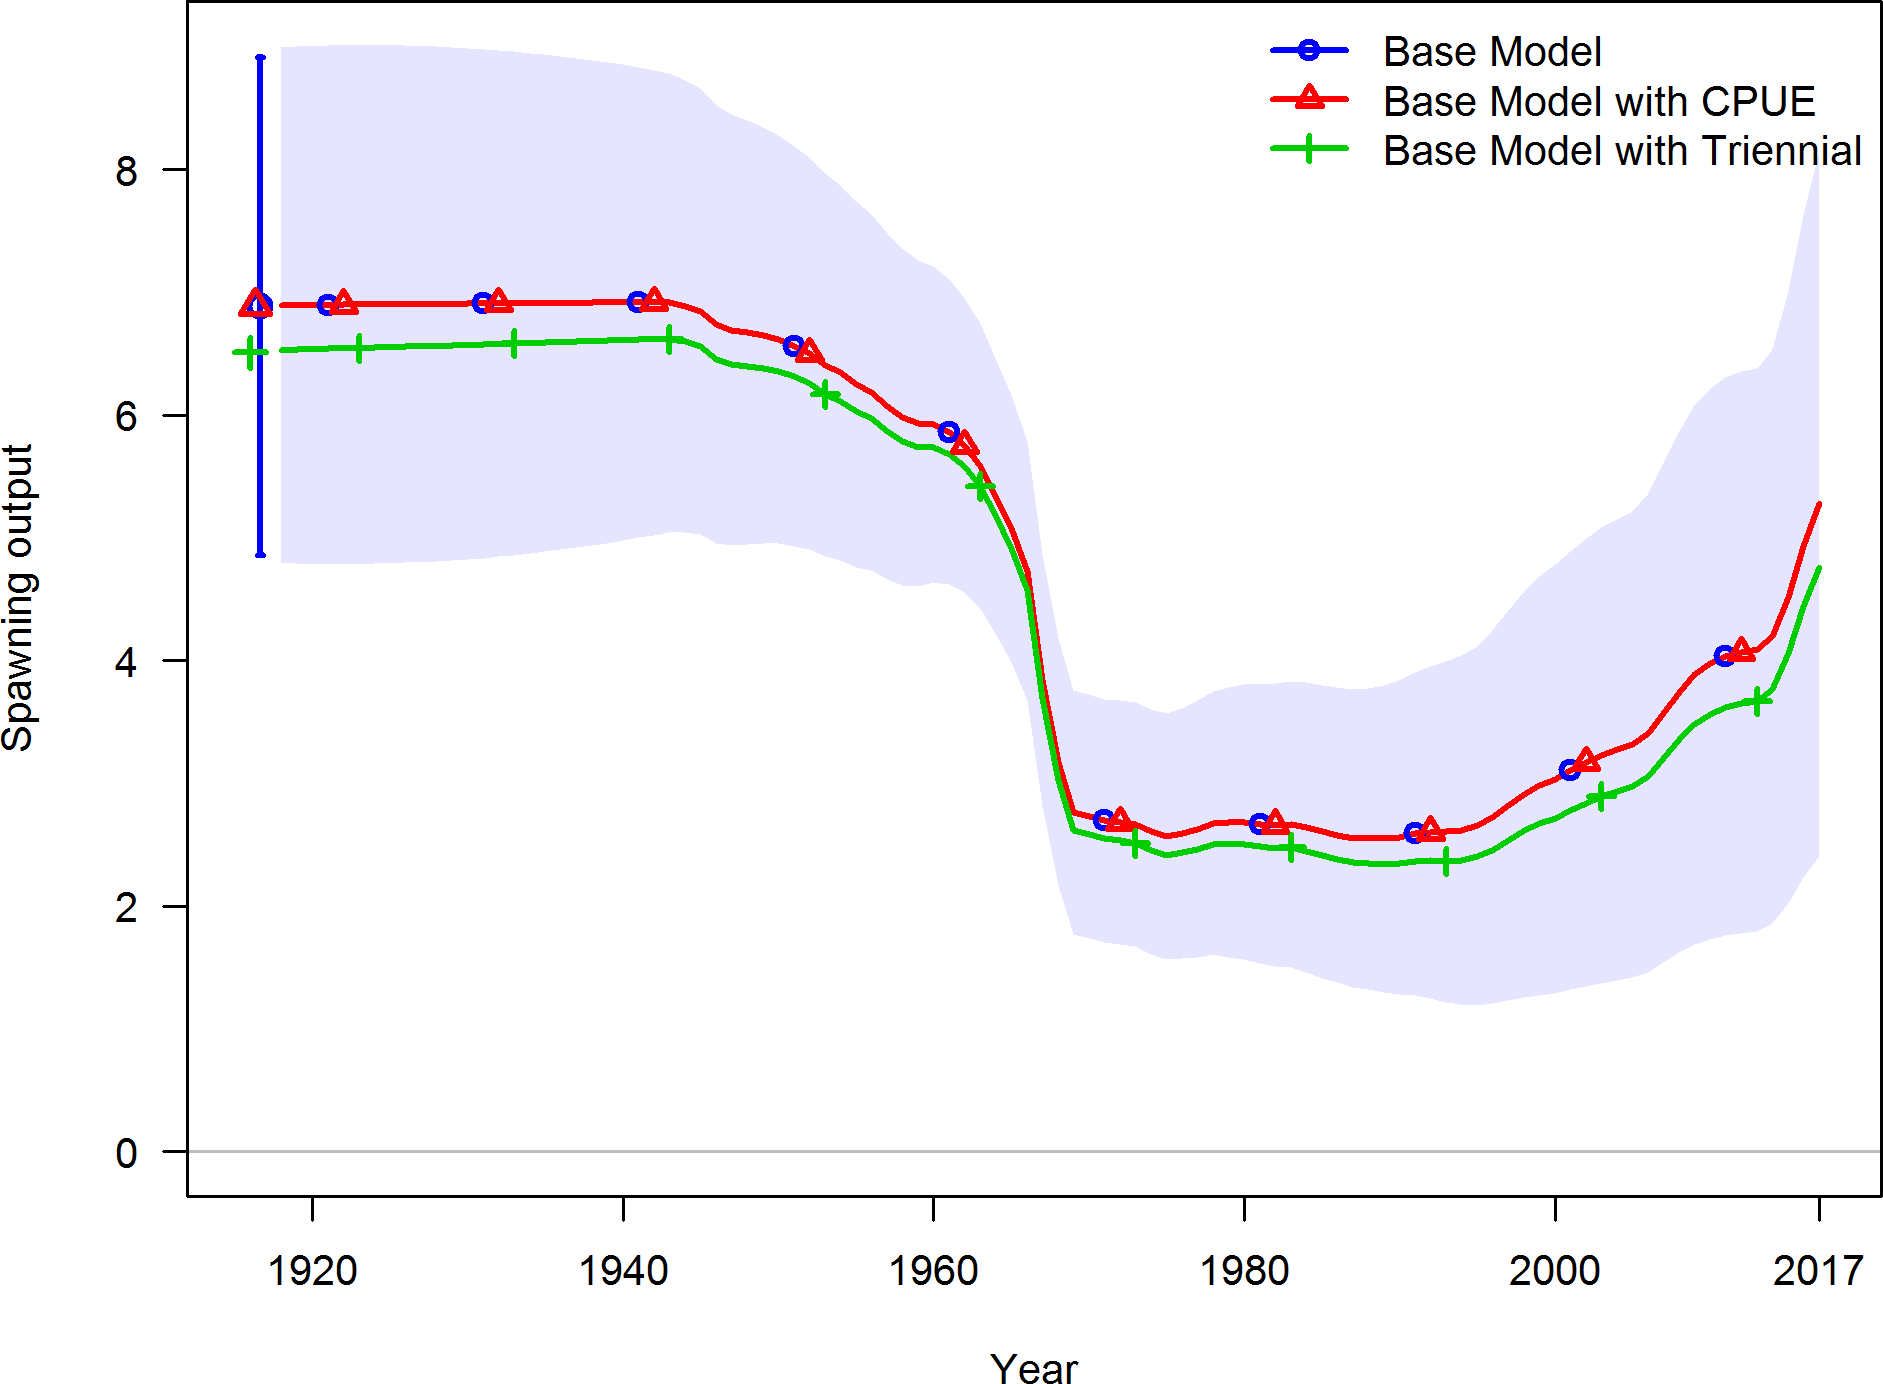 Base Model
Base Model with CPUE
Base Model with Triennial
Spawning output
8
6
4
2
0
1920 1940 1960 1980 2000 2017
Year